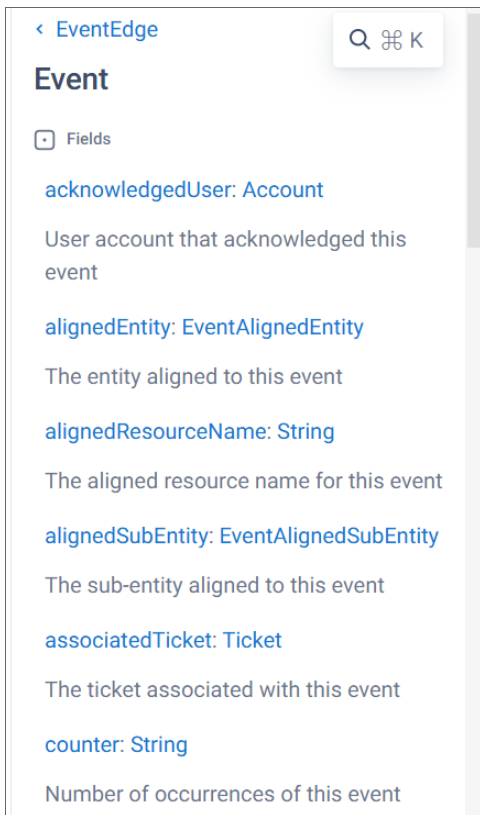 EventEdge
⌘ K
Event
Fields
acknowledgedUser: Account
User account that acknowledged this
event
alignedEntity: EventAlignedEntity
The entity aligned to this event
alignedResourceName: String
The aligned resource name for this event
alignedSubEntity: EventAlignedSubEntity
The sub-entity aligned to this event
associatedTicket: Ticket
The ticket associated with this event
counter: String
Number of occurrences of this event